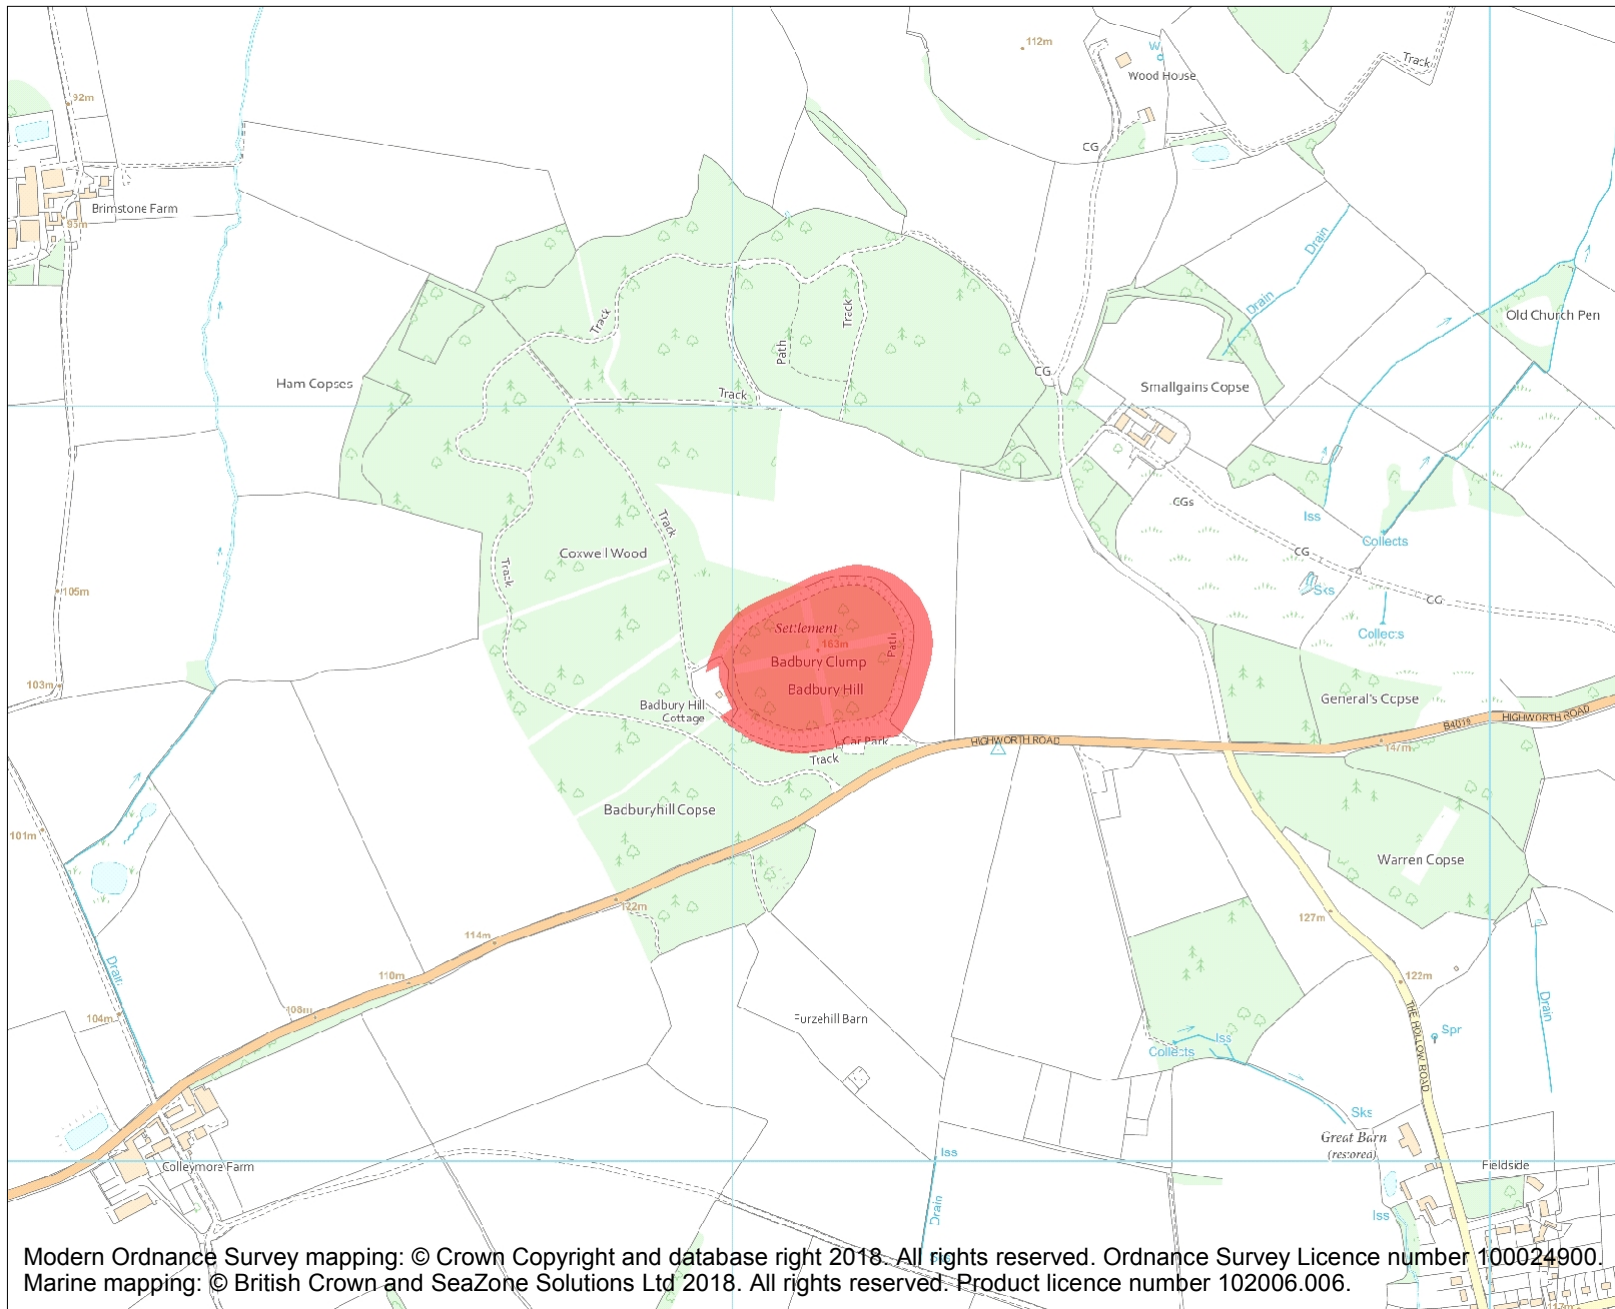 112m
W
Wood House
Track
CG
92m
Brimstone Farm
95m
Drain
Drain
Old Church Pen
Track
Track
Path
CG
Smallgains Copse
Ham Copses
Track
CGs
Iss
Collects
CG
Sks
CG
Collects
Track
Coxwell Wood
Track
105m
Settlement
163m
Path
Badbury Clump
Badbury Hill
103m
Badbury Hill
Cottage
General's Copse
B4019
HIGHWORTH ROAD
HIGHWORTH ROAD
147m
Car Park
Track
Badburyhill Copse
101m
Warren Copse
122m
127m
114m
110m
108m
Drain
104m
122m
Drain
Furzehill Barn
THE HOLLOW ROAD
Spr
Iss
Collects
Sks
Great Barn
(restored)
Iss
Colleymore Farm
Fieldside
Drain
Iss
Modern Ordnance Survey mapping: © Crown Copyright and database right 2018. All rights reserved. Ordnance Survey Licence number 100024900.
Marine mapping: © British Crown and SeaZone Solutions Ltd 2018. All rights reserved. Product licence number 102006.006.